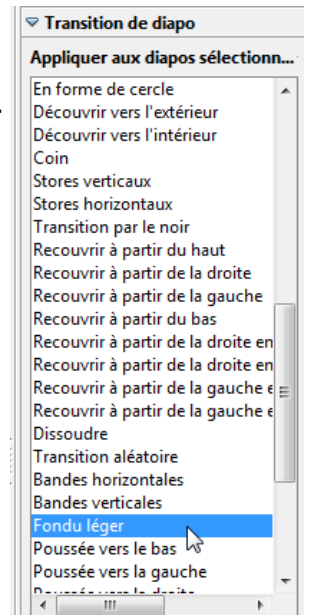 Transition de diapo
Appliquer aux diapos sélectionn...
En forme de cercle
Découvrir vers l'extérieur
Découvrir vers l'intérieur
Coin
Stores verticaux
Stores horizontaux
Transition par le noir
Recouvrir à partir du haut
Recouvrir à partir de la droite
Recouvrir à partir de la gauche
Recouvrir à partir du bas
Recouvrir à partir de la droite en
Recouvrir à partir de la droite en
Recouvrir à partir de la gauche e
Recouvrir à partir de la gauche e
Dissoudre
Transition aléatoire
Bandes horizontales
Bandes verticales
Fondu léger
Poussée vers le bas
Poussée vers la gauche
Poussée vers la droite